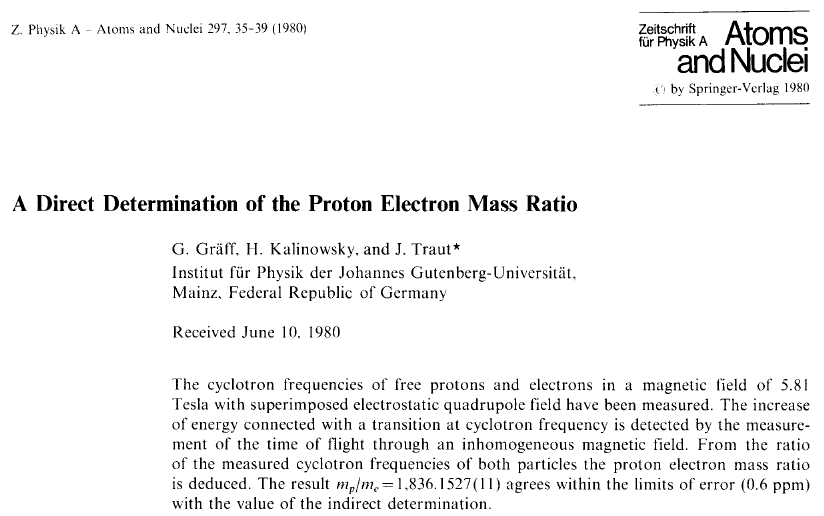 Z. Physik A – Atoms and Nuclei 297, 35–39 (1980)
Zeitschrift
für Physik A
Atoms
and Nuclei
© by Springer-Verlag 1980
A Direct Determination of the Proton Electron Mass Ratio
G. Gräff, H. Kalinowsky, and J. Traut★
Institut für Physik der Johannes Gutenberg-Universität,
Mainz, Federal Republic of Germany
Received June 10, 1980
The cyclotron frequencies of free protons and electrons in a magnetic field of 5.81
Tesla with superimposed electrostatic quadrupole field have been measured. The increase
of energy connected with a transition at cyclotron frequency is detected by the measure-
ment of the time of flight through an inhomogeneous magnetic field. From the ratio
of the measured cyclotron frequencies of both particles the proton electron mass ratio
is deduced. The result mp/me = 1,836.1527(11) agrees within the limits of error (0.6 ppm)
with the value of the indirect determination.